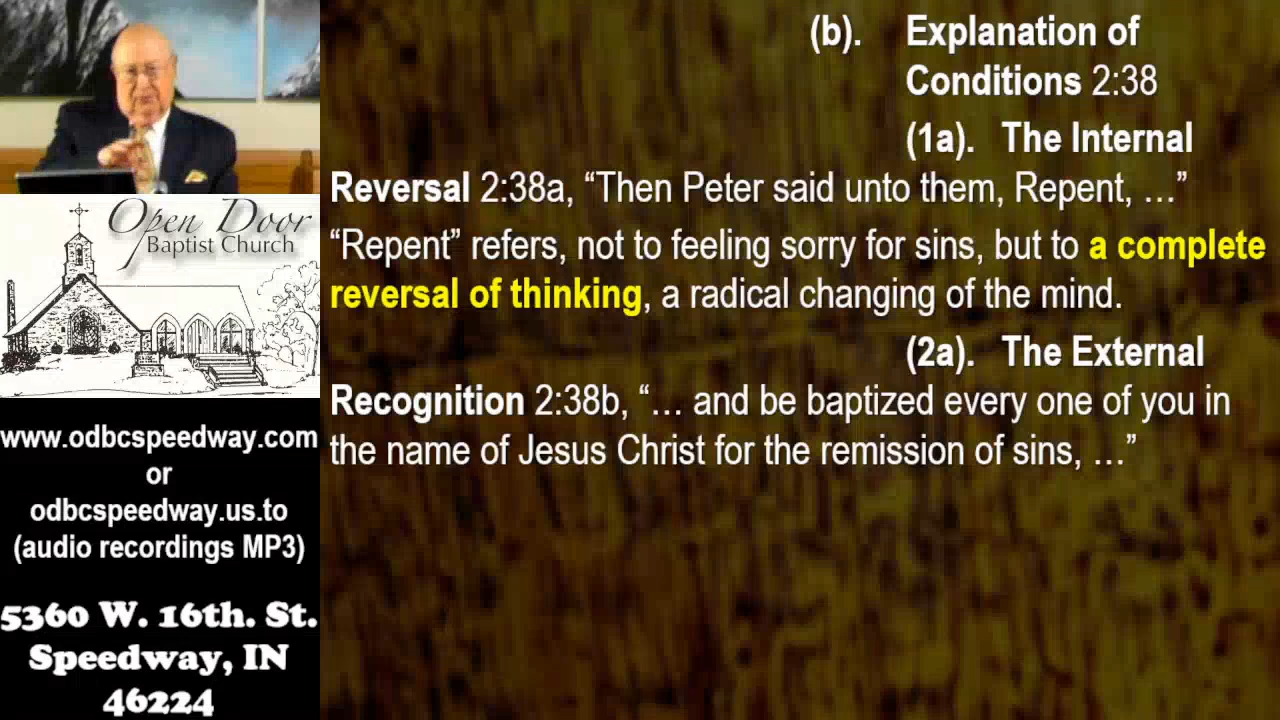 Open Door
Baptist Church
www.odbcspeedway.com
or
odbcspeedway.us.to
(audio recordings MP3)
5360 W. 16th. St.
Speedway, IN
46224
(b). Explanation of
Conditions 2:38
(1a). The Internal
Reversal 2:38a, “Then Peter said unto them, Repent, …”
“Repent” refers, not to feeling sorry for sins, but to a complete
reversal of thinking, a radical changing of the mind.
(2a). The External
Recognition 2:38b, “… and be baptized every one of you in
the name of Jesus Christ for the remission of sins, …”